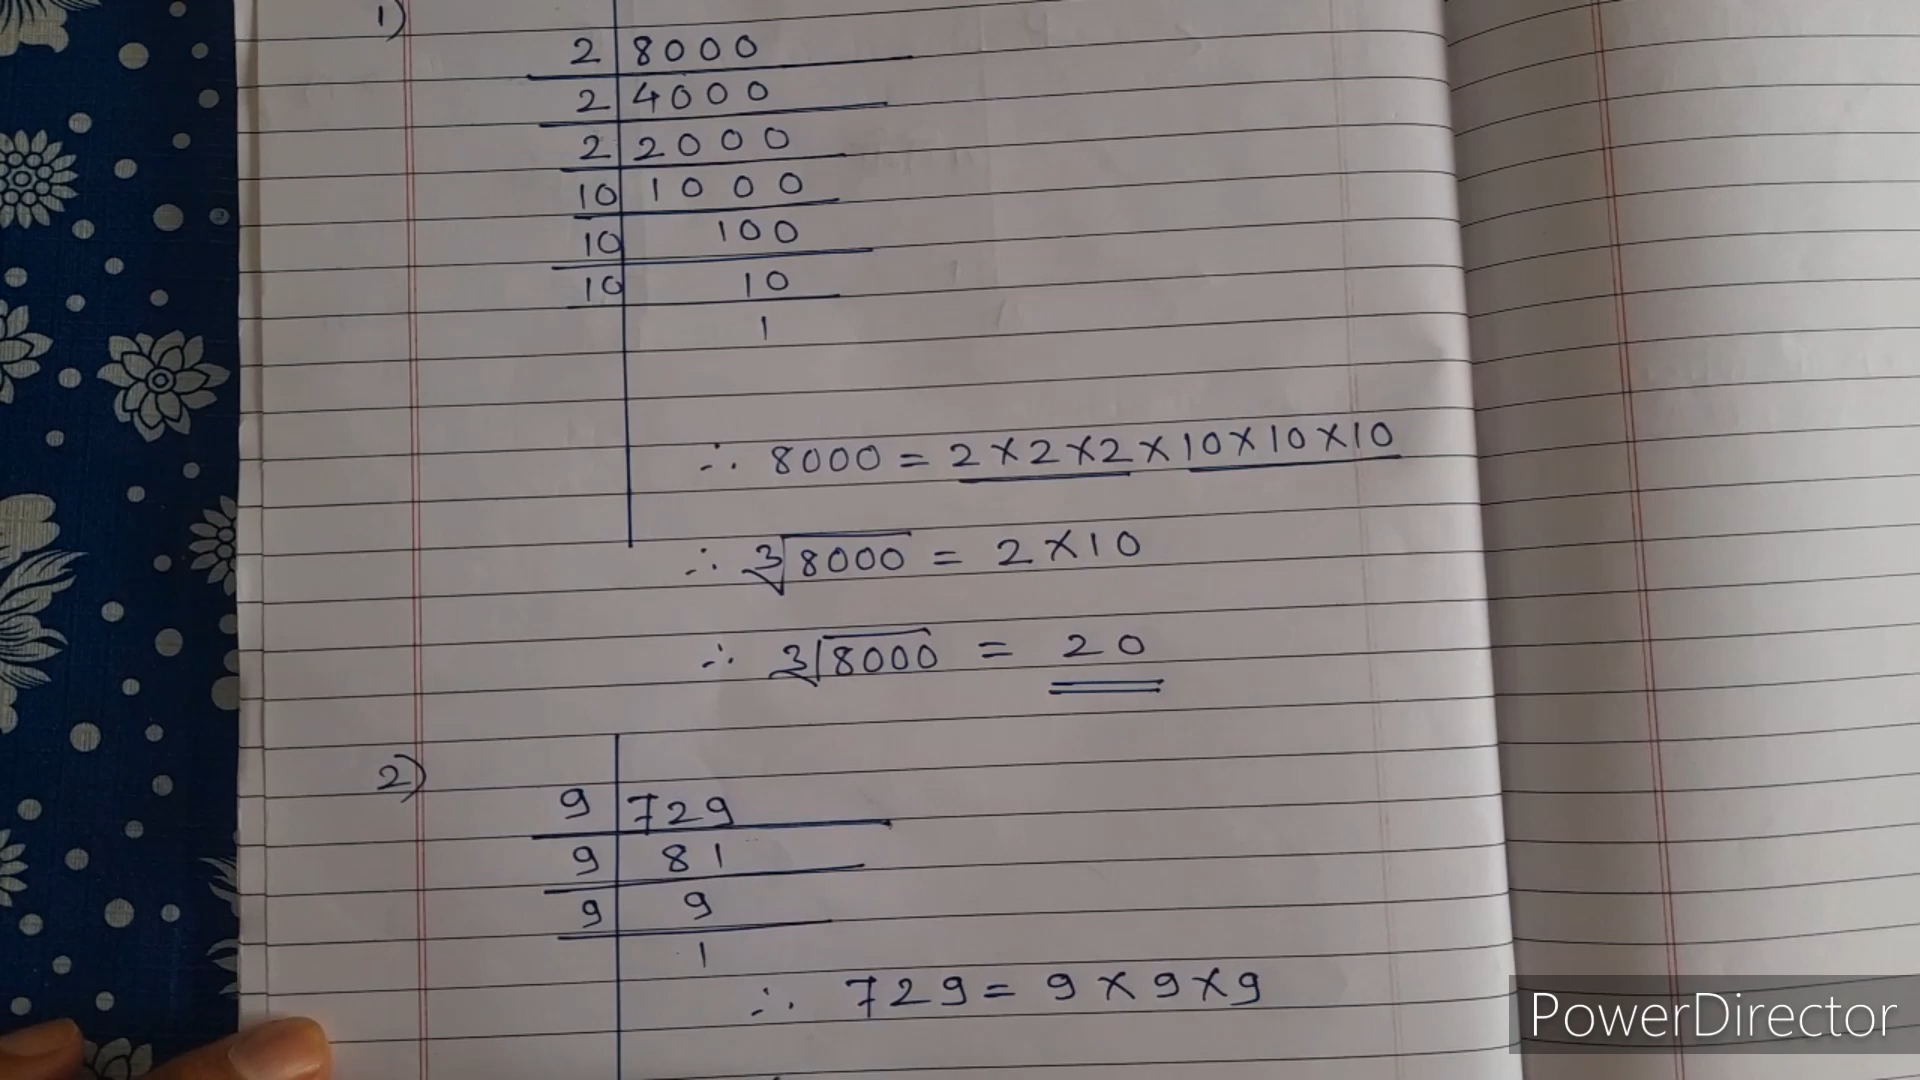 1)
2 | 8000
2 | 4000
2 | 2000
10 | 1000
10 | 100
10 | 10
1
∴ 8000 = 2×2×2×10×10×10
∴ ∛8000 = 2×10
∴ ∛8000 = 20
2)
9 | 729
9 | 81
9 | 9
1
∴ 729 = 9×9×9
PowerDirector